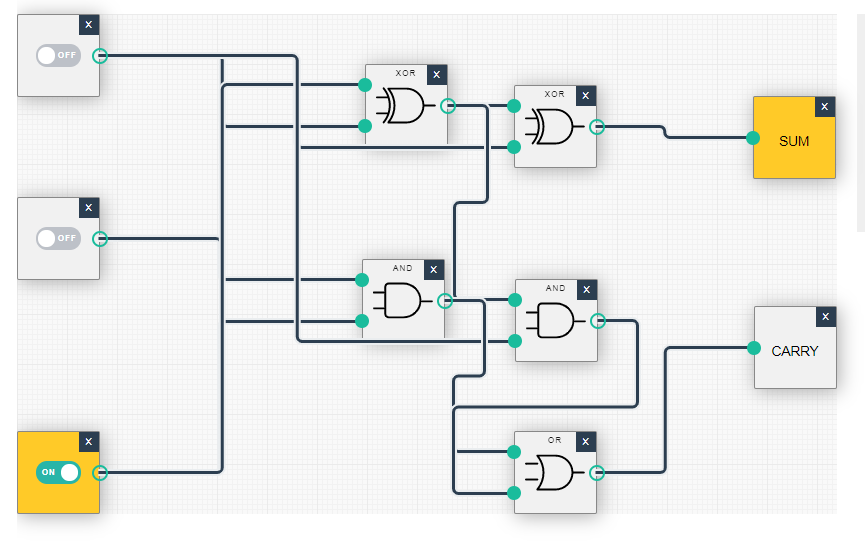 X
OFF
XOR X
XOR X
X
SUM
X
OFF
AND X
AND X
X
CARRY
X
ON
OR X